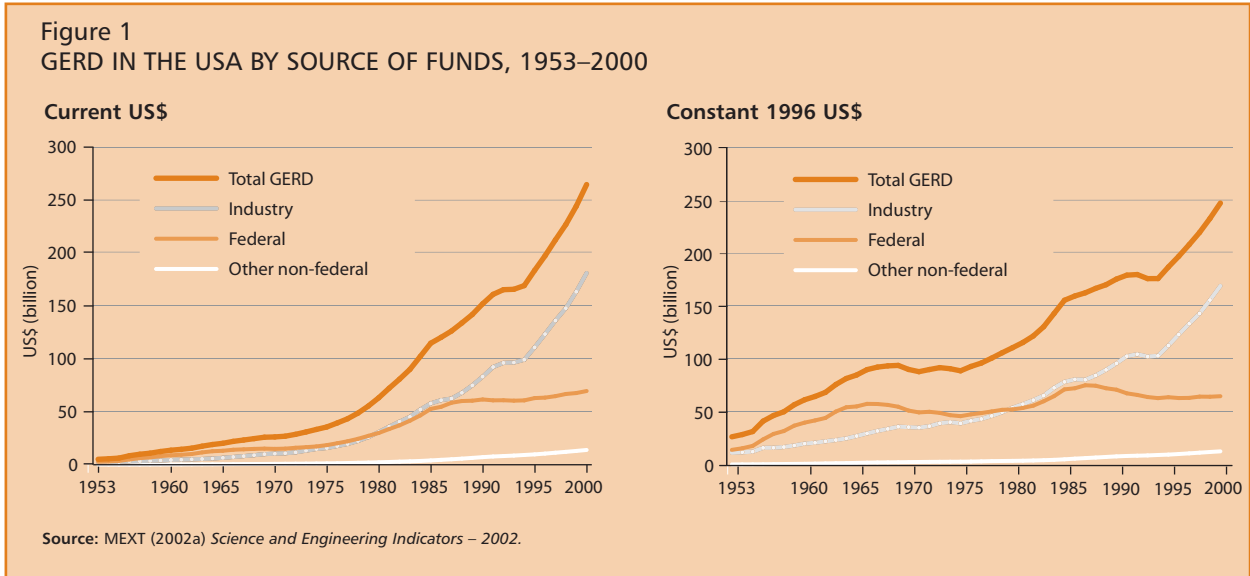 Figure 1
GERD IN THE USA BY SOURCE OF FUNDS, 1953–2000
Current US$
300
250
200
150
100
50
0
US$ (billion)
Total GERD
Industry
Federal
Other non-federal
1953 1960 1965 1970 1975 1980 1985 1990 1995 2000
Constant 1996 US$
300
250
200
150
100
50
0
US$ (billion)
Total GERD
Industry
Federal
Other non-federal
1953 1960 1965 1970 1975 1980 1985 1990 1995 2000
Source: MEXT (2002a) Science and Engineering Indicators – 2002.